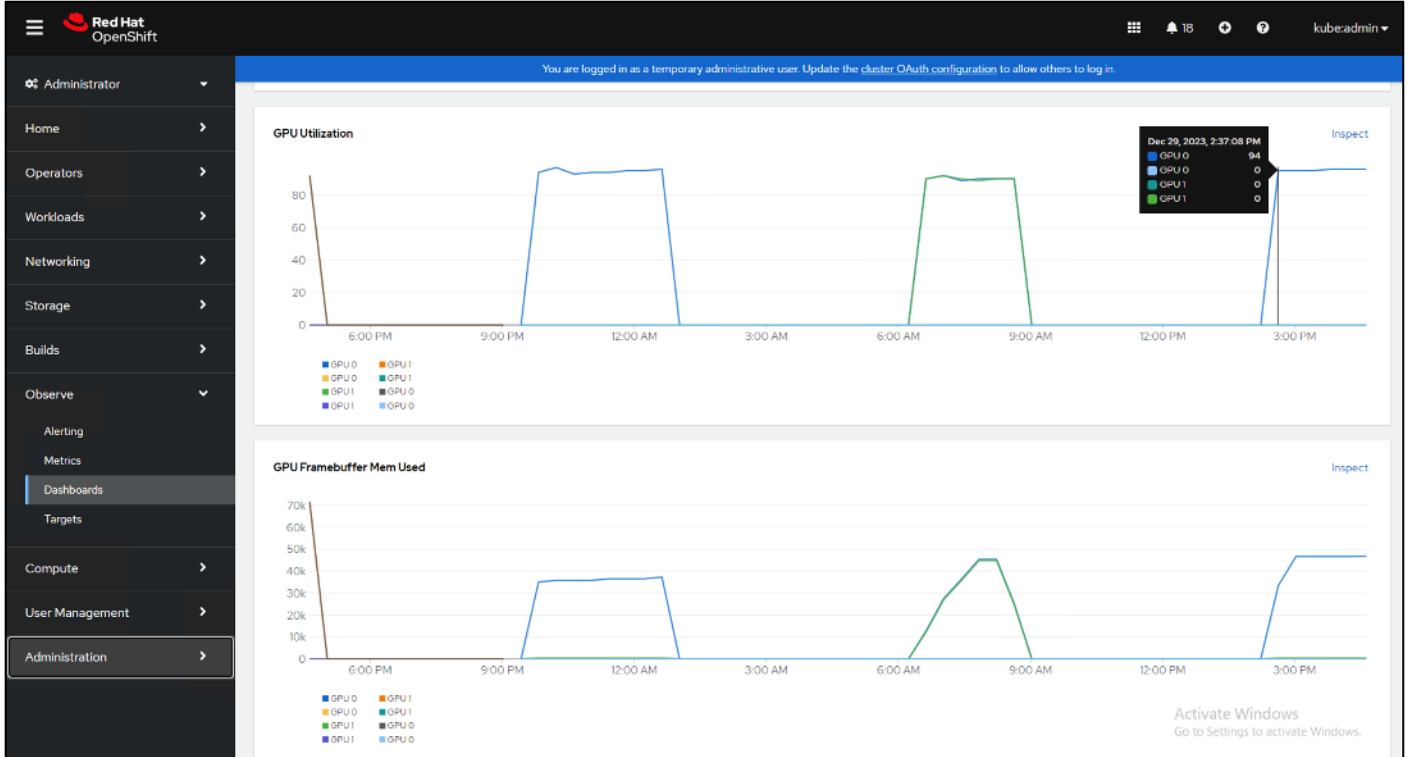 Red Hat
OpenShift
18
kube:admin
Administrator
You are logged in as a temporary administrative user. Update the cluster OAuth configuration to allow others to log in.
Home
Operators
Workloads
Networking
Storage
Builds
Observe
Alerting
Metrics
Dashboards
Targets
Compute
User Management
Administration
GPU Utilization
Inspect
Dec 29, 2023, 2:37:08 PM
GPU 0 94
GPU 0 0
GPU 1 0
GPU 1 0
80
60
40
20
0
6:00 PM 9:00 PM 12:00 AM 3:00 AM 6:00 AM 9:00 AM 12:00 PM 3:00 PM
GPU 0 GPU 1
GPU 0 GPU 1
GPU 1 GPU 0
GPU 1 GPU 0
GPU Framebuffer Mem Used
Inspect
70k
60k
50k
40k
30k
20k
10k
0
6:00 PM 9:00 PM 12:00 AM 3:00 AM 6:00 AM 9:00 AM 12:00 PM 3:00 PM
GPU 0 GPU 1
GPU 0 GPU 1
GPU 1 GPU 0
GPU 1 GPU 0
Activate Windows
Go to Settings to activate Windows.